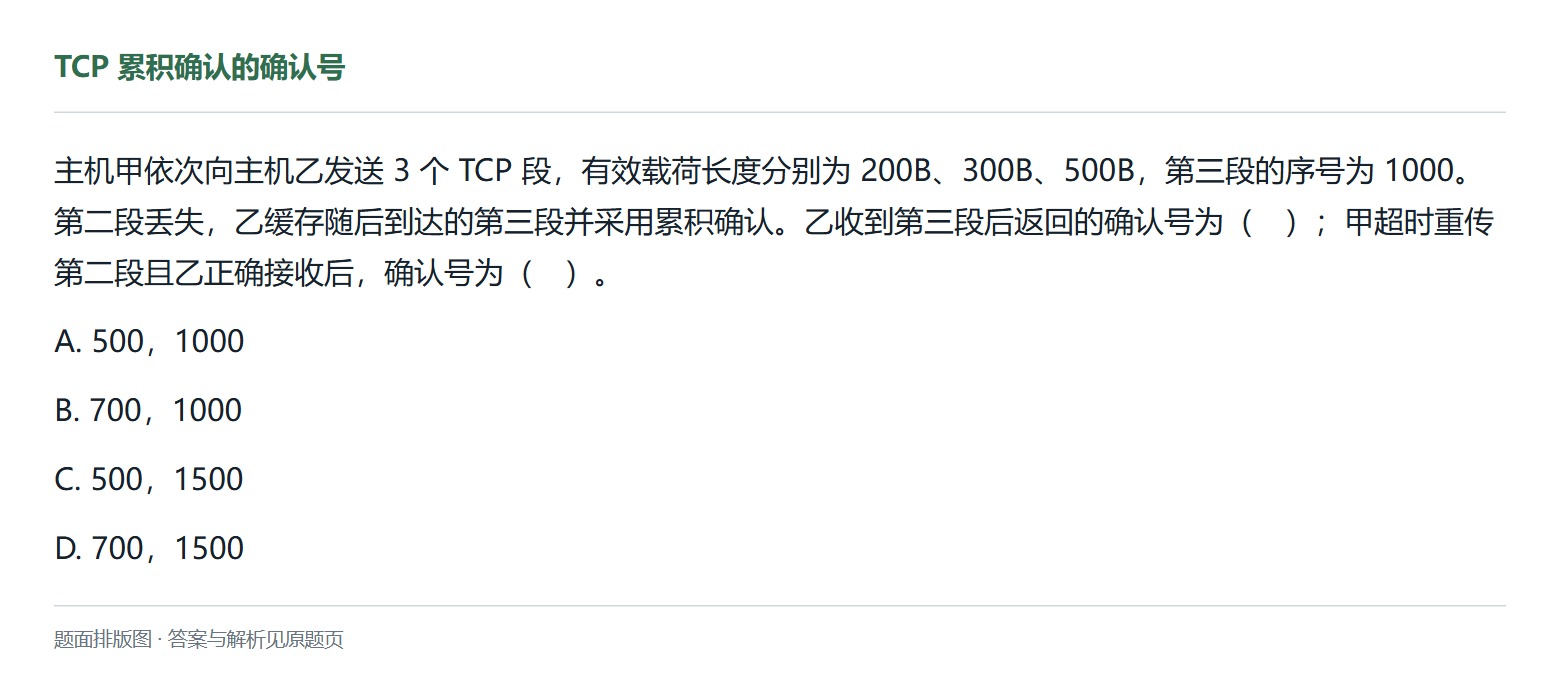 TCP 累积确认的确认号
主机甲依次向主机乙发送 3 个 TCP 段，有效载荷长度分别为 200B、300B、500B，第三段的序号为 1000。
第二段丢失，乙缓存随后到达的第三段并采用累积确认。乙收到第三段后返回的确认号为（　）；甲超时重传
第二段且乙正确接收后，确认号为（　）。
A. 500，1000
B. 700，1000
C. 500，1500
D. 700，1500
题面排版图 · 答案与解析见原题页